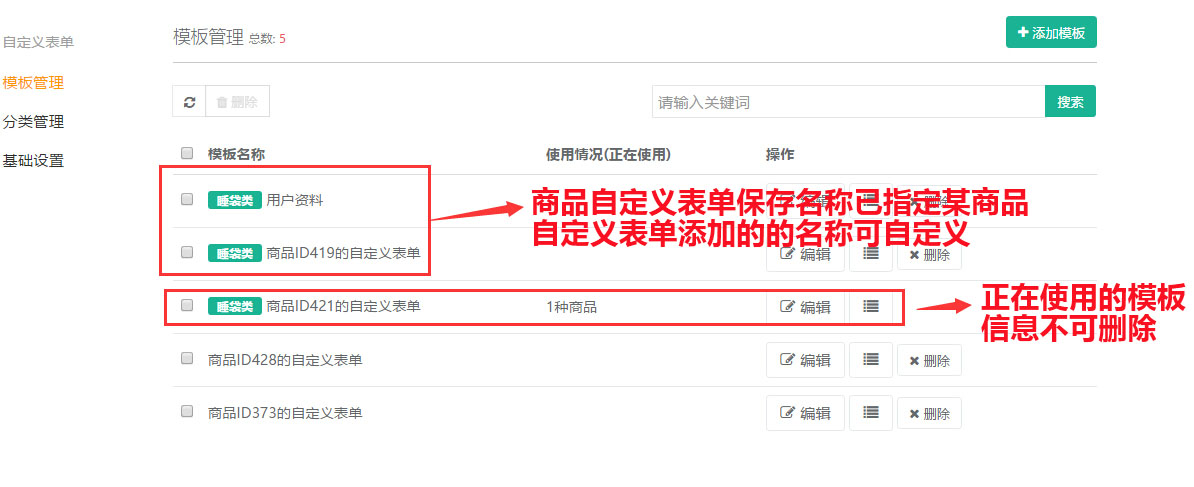 自定义表单
模板管理
分类管理
基础设置
模板管理 总数: 5
添加模板
删除
请输入关键词
搜索
模板名称 使用情况(正在使用) 操作
睡袋类 用户资料 编辑 删除
商品自定义表单保存名称已指定某商品
自定义表单添加的的名称可自定义
睡袋类 商品ID419的自定义表单 编辑 删除
睡袋类 商品ID421的自定义表单 1种商品 编辑
正在使用的模板
信息不可删除
商品ID428的自定义表单 编辑 删除
商品ID373的自定义表单 编辑 删除